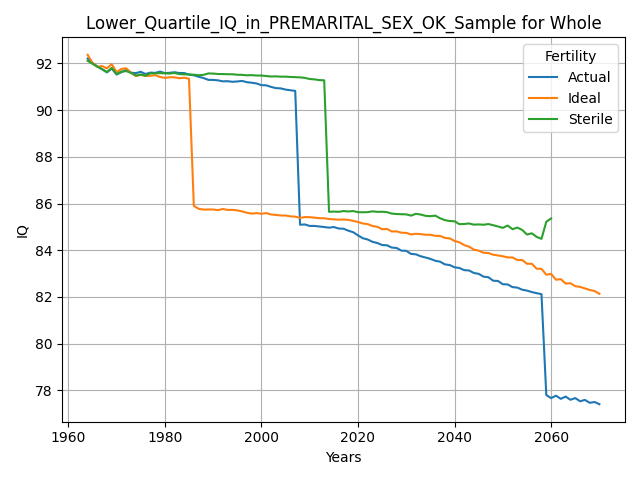 Lower_Quartile_IQ_in_PREMARITAL_SEX_OK_Sample for Whole
Fertility
Actual
Ideal
Sterile
IQ
92
90
88
86
84
82
80
78
1960
1980
2000
2020
2040
2060
Years